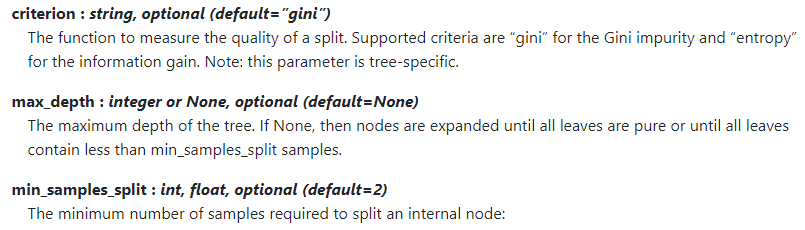 criterion : string, optional (default=”gini”)
The function to measure the quality of a split. Supported criteria are “gini” for the Gini impurity and “entropy”
for the information gain. Note: this parameter is tree-specific.
max_depth : integer or None, optional (default=None)
The maximum depth of the tree. If None, then nodes are expanded until all leaves are pure or until all leaves
contain less than min_samples_split samples.
min_samples_split : int, float, optional (default=2)
The minimum number of samples required to split an internal node: